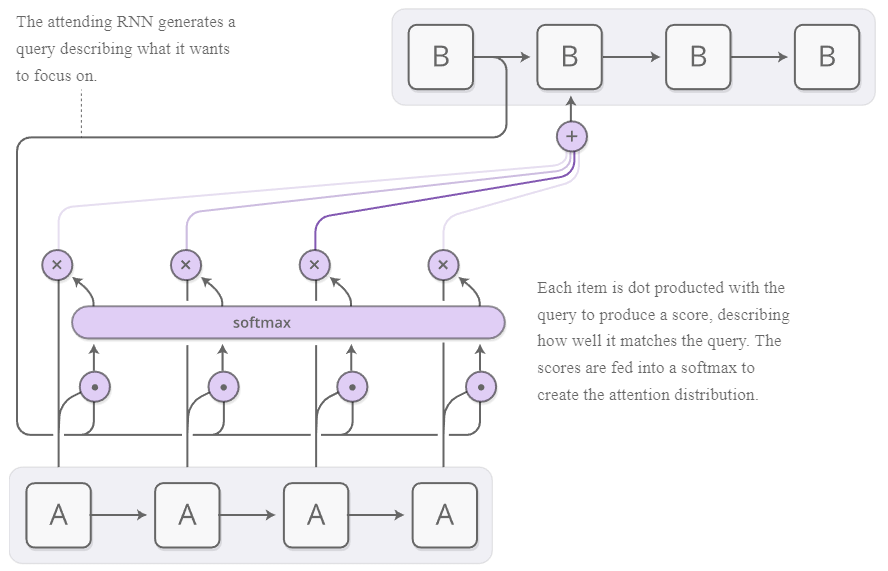 The attending RNN generates a
query describing what it wants
to focus on.
B B B B
+
× × × ×
softmax
Each item is dot producted with the
query to produce a score, describing
how well it matches the query. The
scores are fed into a softmax to
create the attention distribution.
• • • •
A A A A